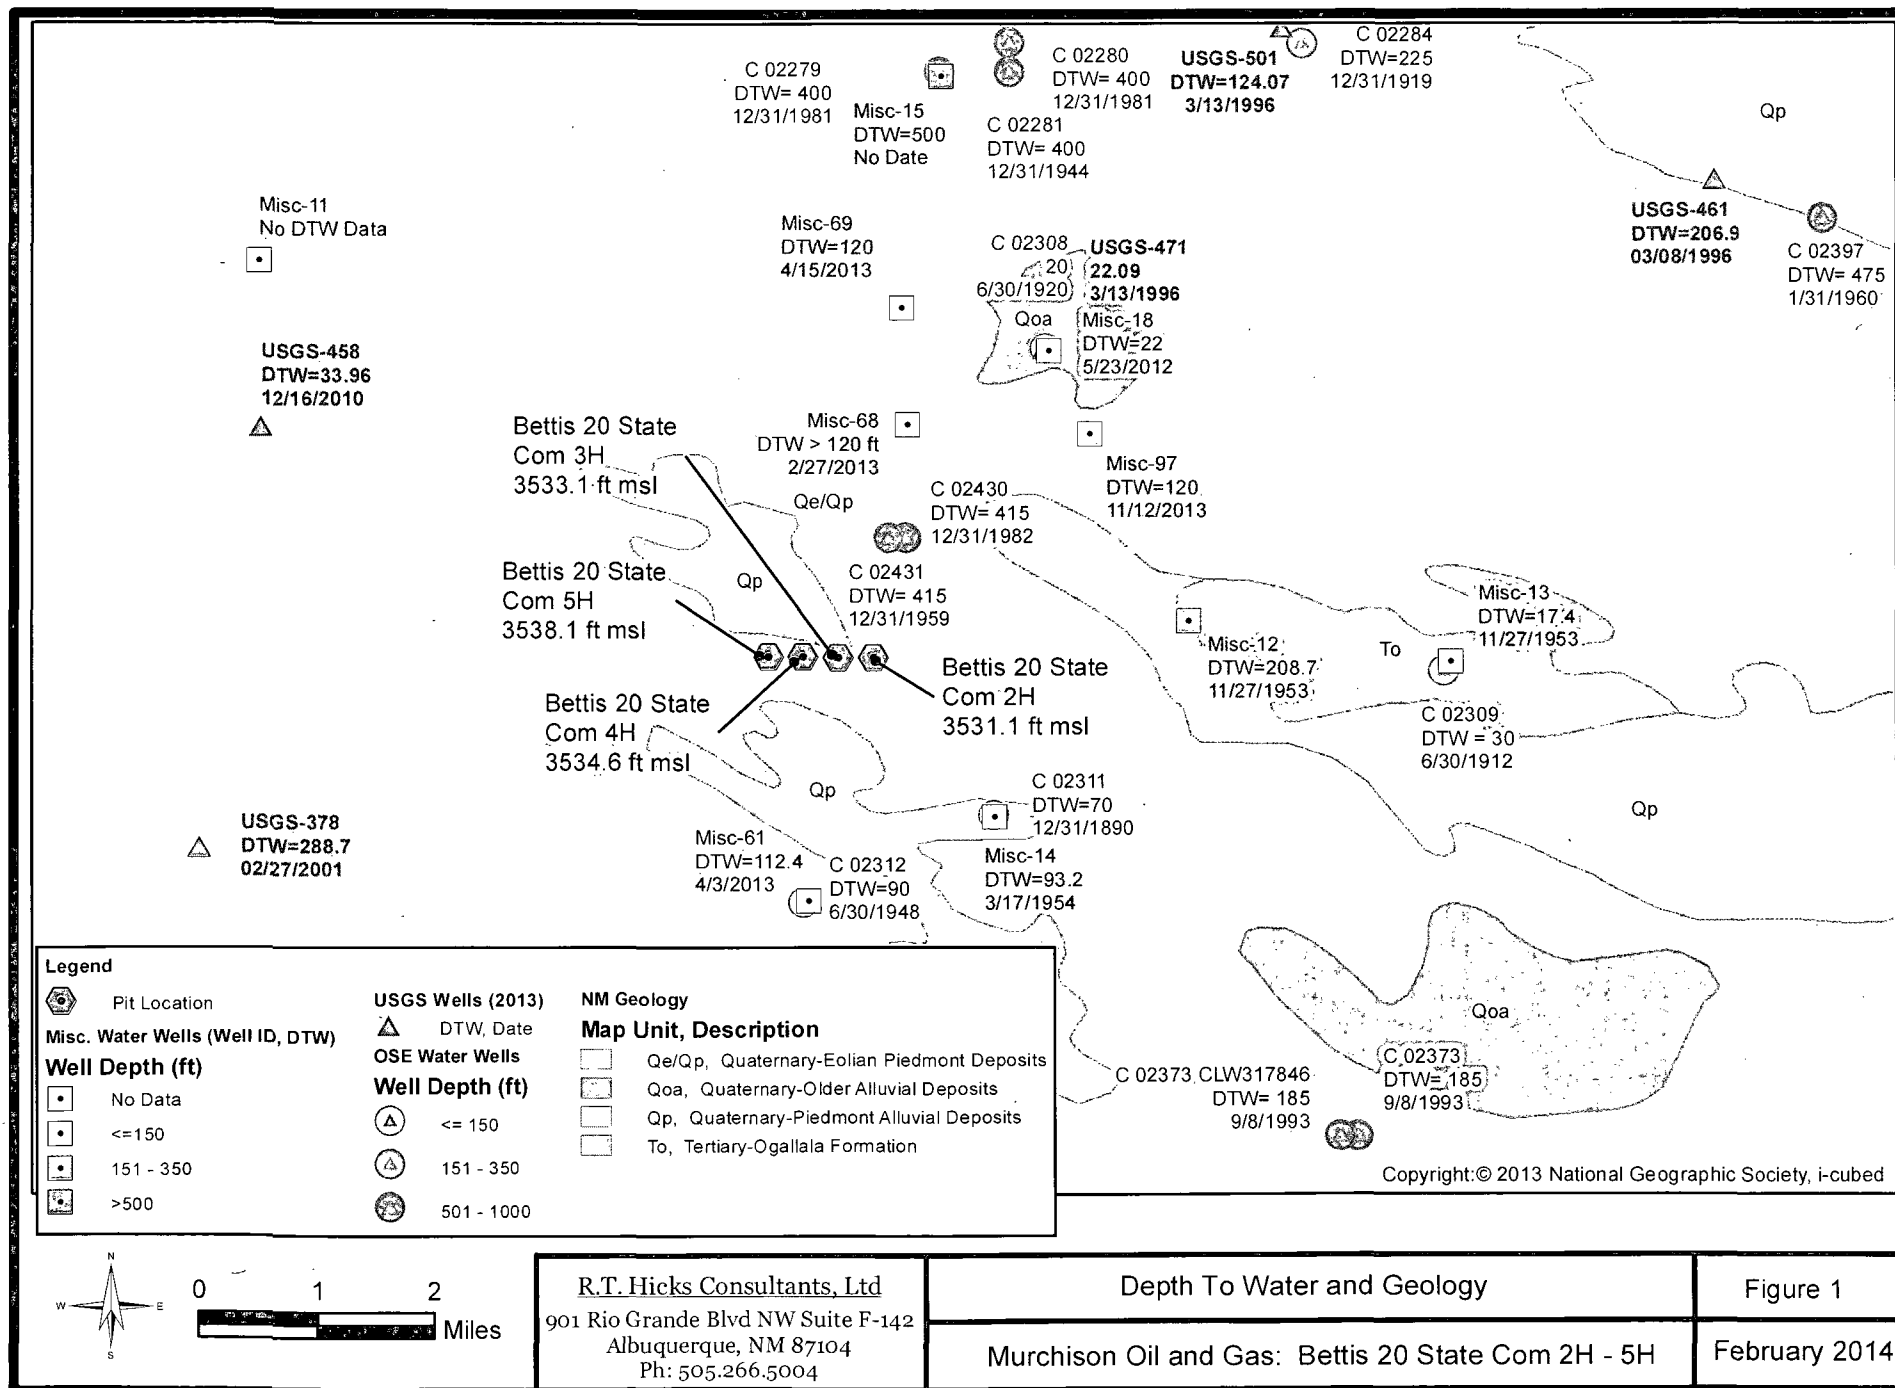 C 02279
DTW= 400
12/31/1981
Misc-15
DTW=500
No Date
C 02280
DTW= 400
12/31/1981
C 02281
DTW= 400
12/31/1944
USGS-501
DTW=124.07
3/13/1996
C 02284
DTW=225
12/31/1919
Qp
USGS-461
DTW=206.9
03/08/1996
C 02397
DTW= 475
1/31/1960
Misc-11
No DTW Data
Misc-69
DTW=120
4/15/2013
C 02308
20
6/30/1920
USGS-471
22.09
3/13/1996
Qoa
Misc-18
DTW=22
5/23/2012
USGS-458
DTW=33.96
12/16/2010
Bettis 20 State
Com 3H
3533.1 ft msl
Misc-68
DTW > 120 ft
2/27/2013
Misc-97
DTW=120
11/12/2013
Qe/Qp
C 02430
DTW= 415
12/31/1982
Bettis 20 State
Com 5H
3538.1 ft msl
Qp
C 02431
DTW= 415
12/31/1959
Misc-12
DTW=208.7
11/27/1953
To
Misc-13
DTW=17.4
11/27/1953
Bettis 20 State
Com 2H
3531.1 ft msl
Bettis 20 State
Com 4H
3534.6 ft msl
C 02309
DTW = 30
6/30/1912
Qp
C 02311
DTW=70
12/31/1890
Qp
USGS-378
DTW=288.7
02/27/2001
Misc-61
DTW=112.4
4/3/2013
C 02312
DTW=90
6/30/1948
Misc-14
DTW=93.2
3/17/1954
Qoa
C 02373 CLW317846
DTW= 185
9/8/1993
C 02373
DTW= 185
9/8/1993
Copyright:© 2013 National Geographic Society, i-cubed
Legend
Pit Location
Misc. Water Wells (Well ID, DTW)
Well Depth (ft)
No Data
<=150
151 - 350
>500
USGS Wells (2013)
DTW, Date
OSE Water Wells
Well Depth (ft)
<= 150
151 - 350
501 - 1000
NM Geology
Map Unit, Description
Qe/Qp, Quaternary-Eolian Piedmont Deposits
Qoa, Quaternary-Older Alluvial Deposits
Qp, Quaternary-Piedmont Alluvial Deposits
To, Tertiary-Ogallala Formation
N
W
E
S
0 1 2
Miles
R.T. Hicks Consultants, Ltd
901 Rio Grande Blvd NW Suite F-142
Albuquerque, NM 87104
Ph: 505.266.5004
Depth To Water and Geology
Murchison Oil and Gas: Bettis 20 State Com 2H - 5H
Figure 1
February 2014